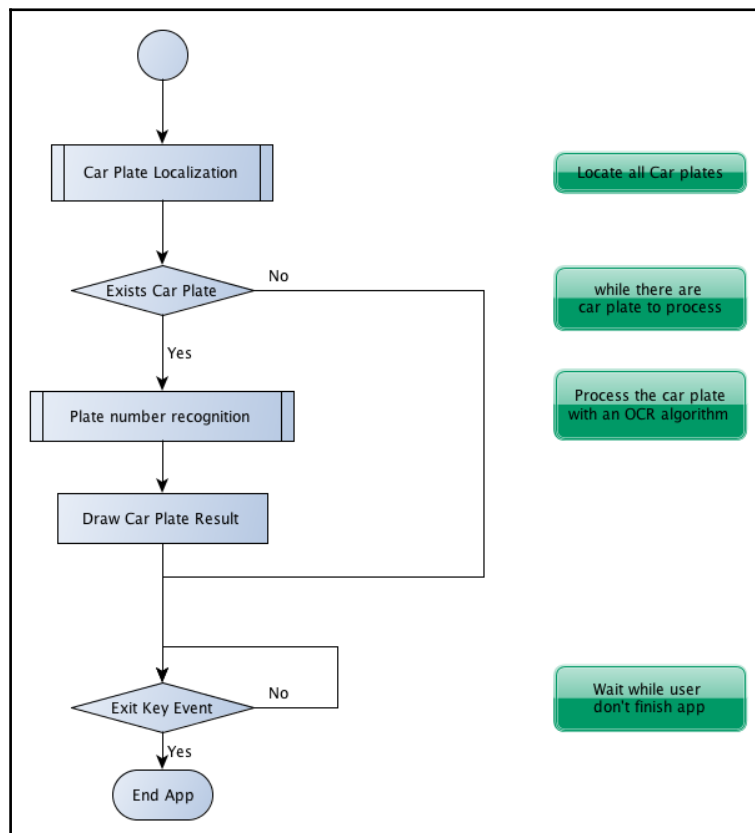 Car Plate Localization
Locate all Car plates
Exists Car Plate
No
while there are
car plate to process
Yes
Plate number recognition
Process the car plate
with an OCR algorithm
Draw Car Plate Result
Exit Key Event
No
Wait while user
don't finish app
Yes
End App